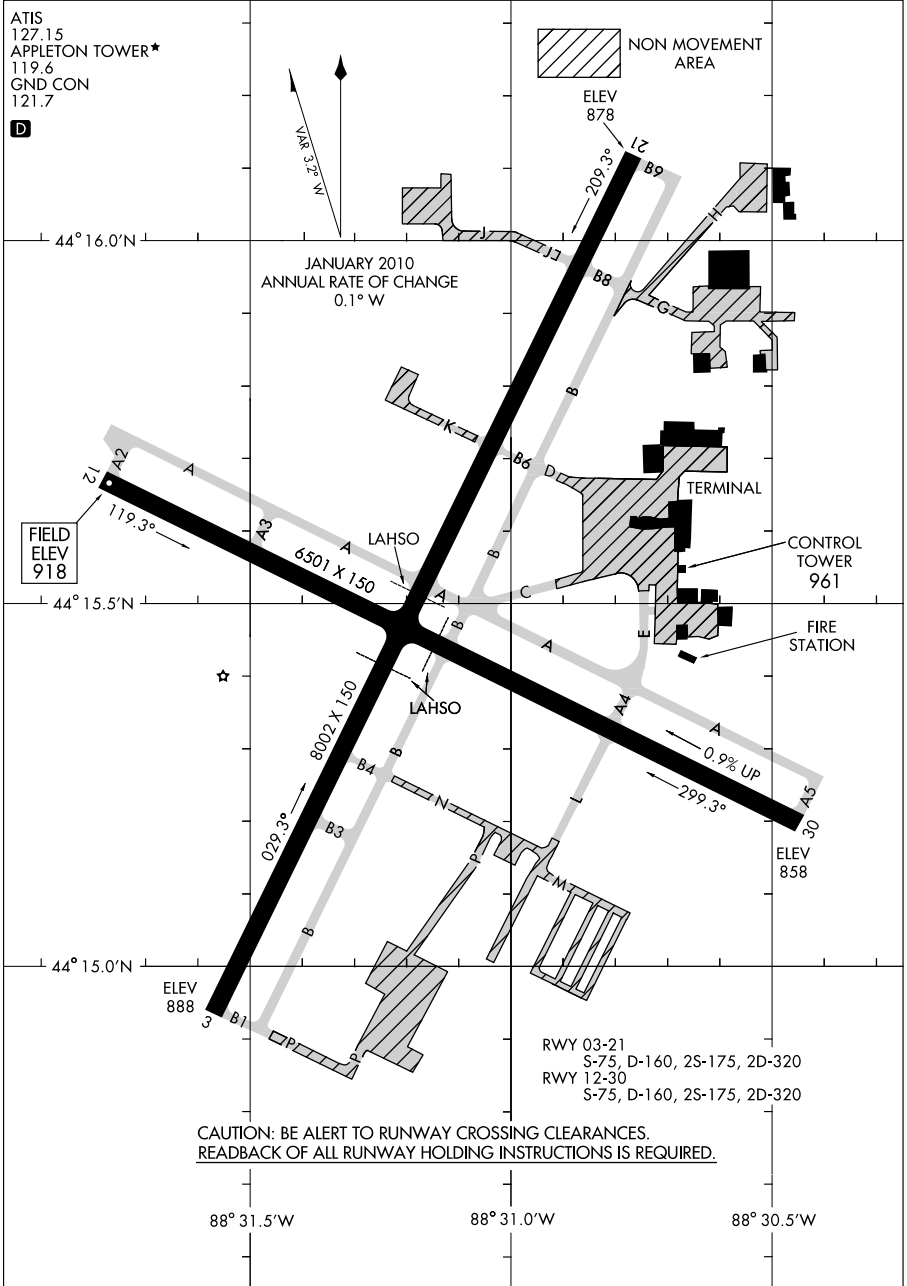 ATIS
127.15
APPLETON TOWER★
119.6
GND CON
121.7
D
NON MOVEMENT
AREA
ELEV
878
21
B9
209.3°
VAR 3.2° W
H
44° 16.0'N
J
J1
JANUARY 2010
ANNUAL RATE OF CHANGE
0.1° W
B8
G
B
K
B6
D
A2
A
12
TERMINAL
119.3°
FIELD
ELEV
918
A3
A
LAHSO
B
CONTROL
TOWER
961
6501 X 150
A
C
44° 15.5'N
B
E
A
FIRE
STATION
LAHSO
8002 X 150
A4
A
B
0.9% UP
B4
299.3°
N
L
A5
30
029.3°
B3
ELEV
858
P
M
B
44° 15.0'N
ELEV
888
3
B1
P
P
RWY 03-21
S-75, D-160, 2S-175, 2D-320
RWY 12-30
S-75, D-160, 2S-175, 2D-320
CAUTION: BE ALERT TO RUNWAY CROSSING CLEARANCES.
READBACK OF ALL RUNWAY HOLDING INSTRUCTIONS IS REQUIRED.
88° 31.5'W
88° 31.0'W
88° 30.5'W